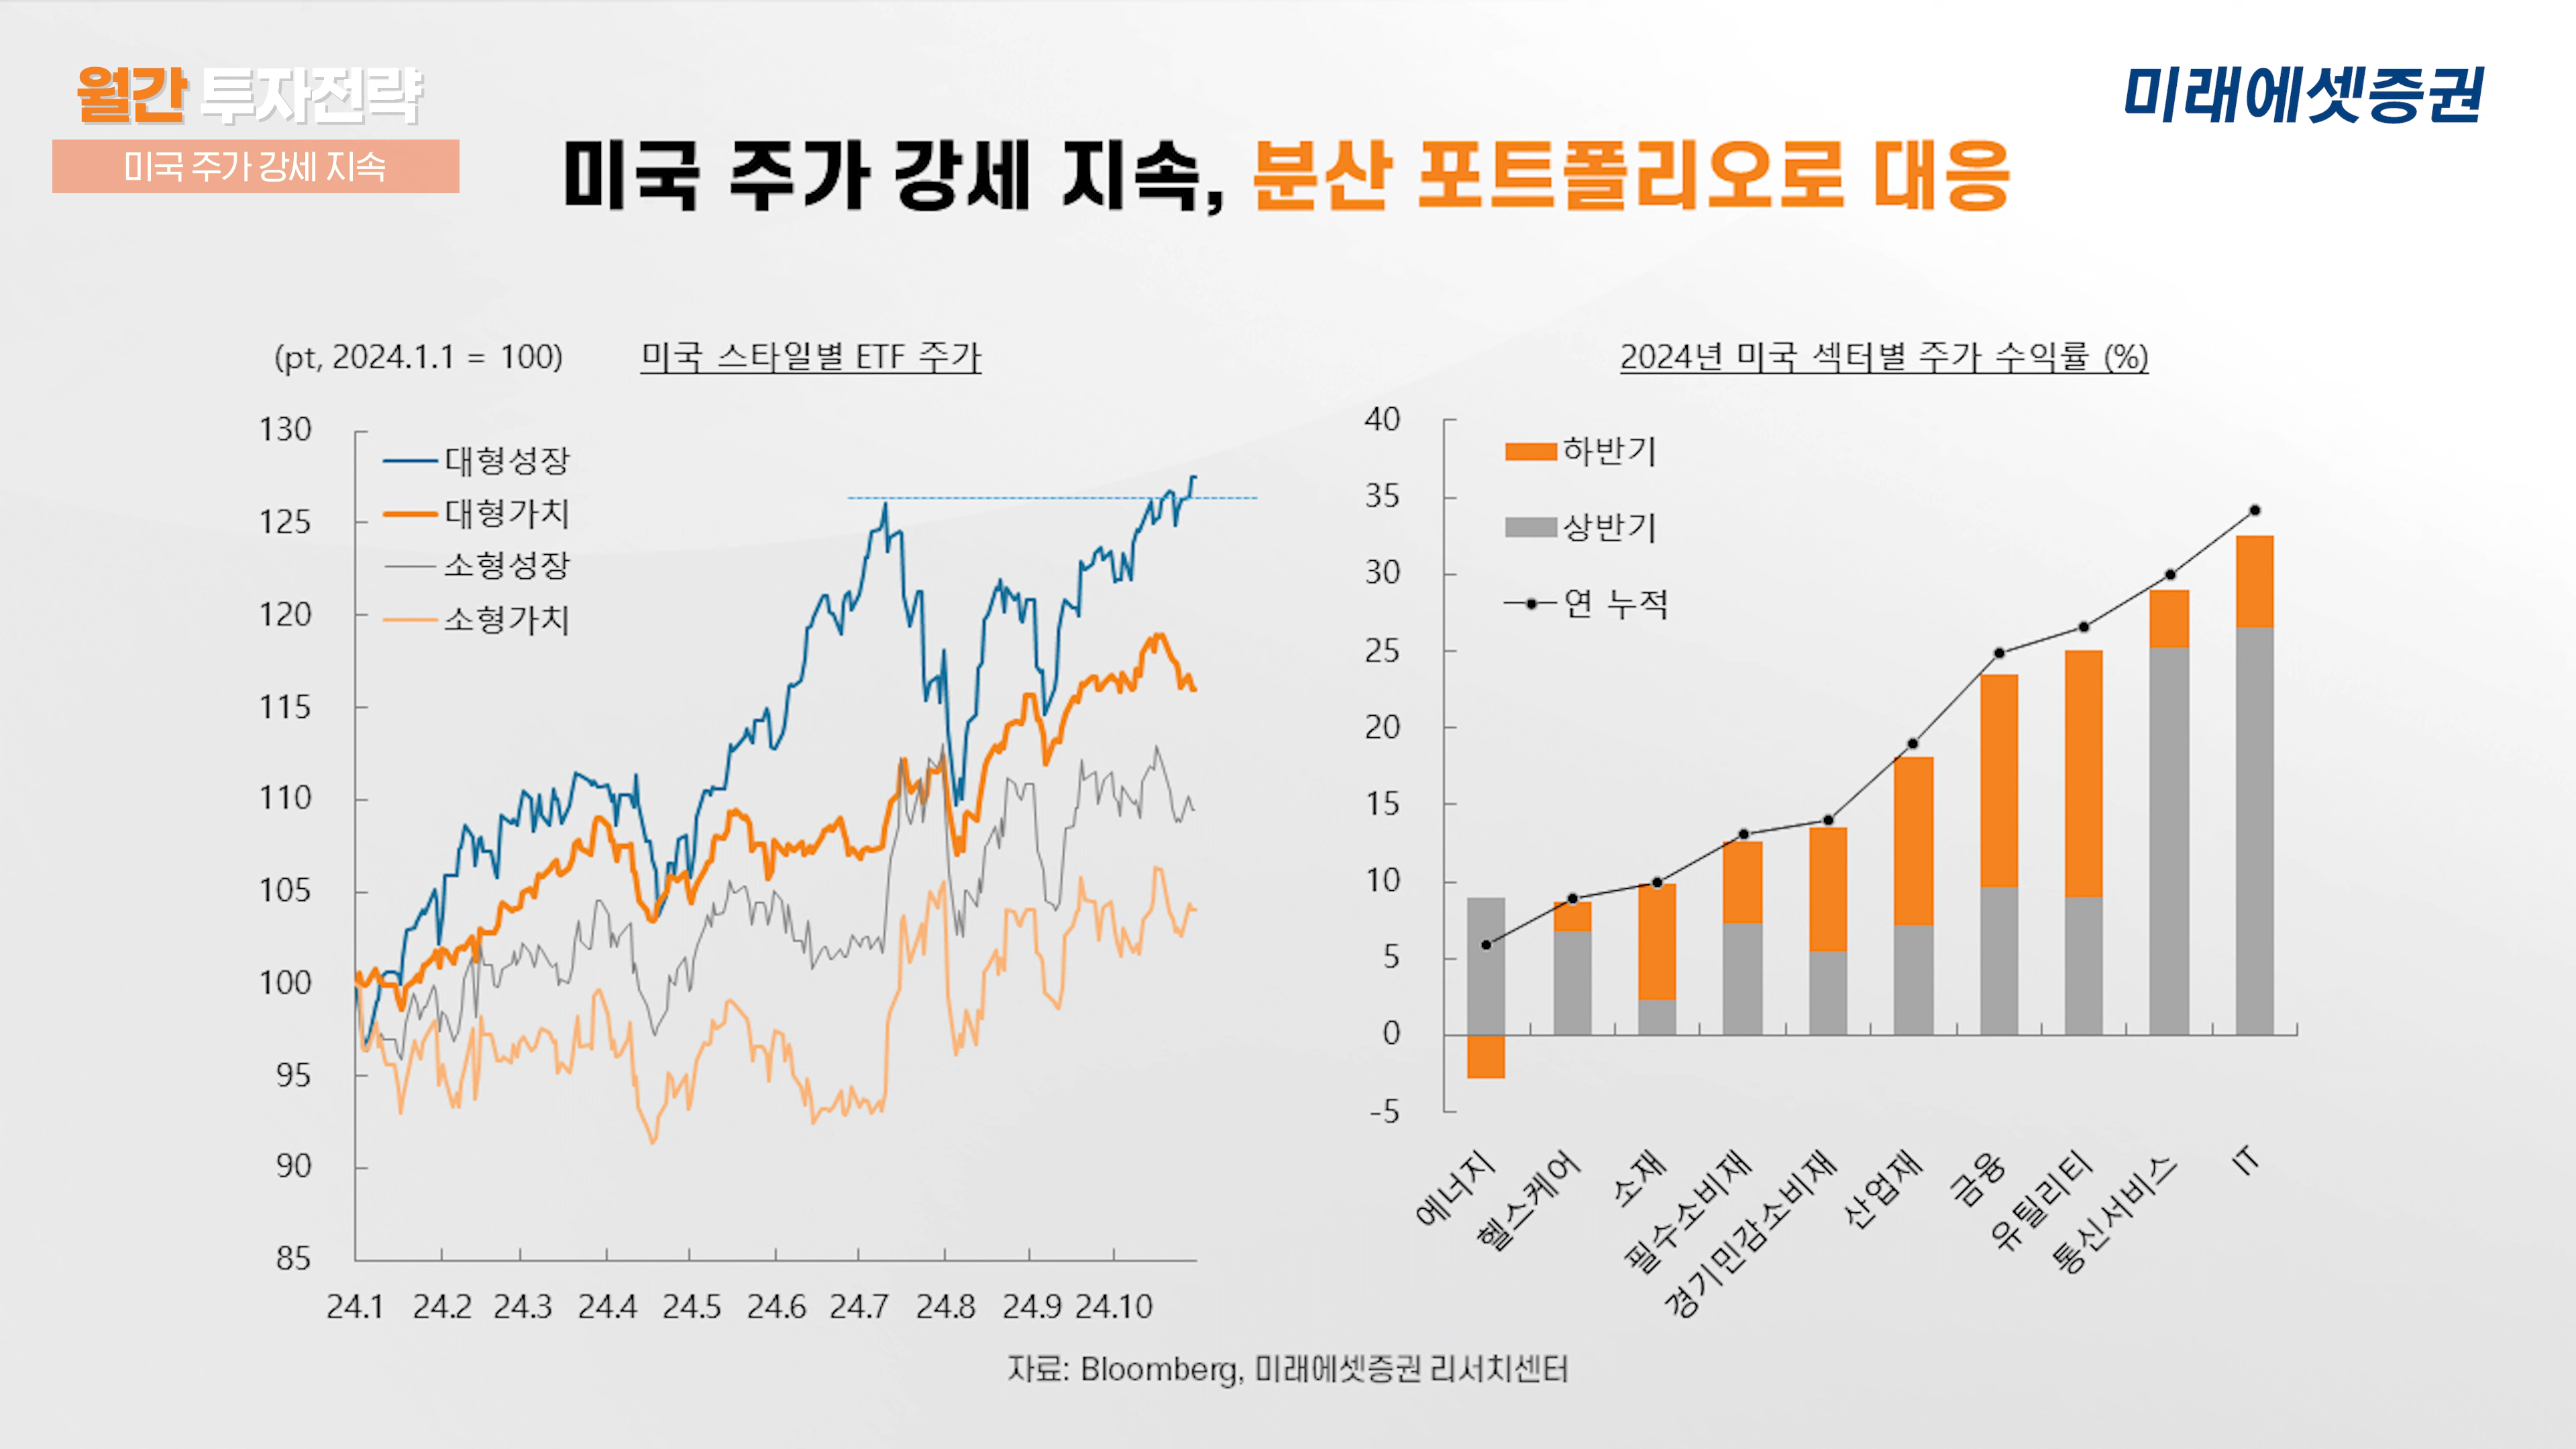 월간 투자전략
미국 주가 강세 지속
미래에셋증권
미국 주가 강세 지속, 분산 포트폴리오로 대응
(pt, 2024.1.1 = 100)
미국 스타일별 ETF 주가
130
125
120
115
110
105
100
95
90
85
대형성장
대형가치
소형성장
소형가치
24.1 24.2 24.3 24.4 24.5 24.6 24.7 24.8 24.9 24.10
2024년 미국 섹터별 주가 수익률 (%)
40
35
30
25
20
15
10
5
0
-5
하반기
상반기
연 누적
에너지
헬스케어
소재
필수소비재
경기민감소비재
산업재
금융
유틸리티
통신서비스
IT
자료: Bloomberg, 미래에셋증권 리서치센터